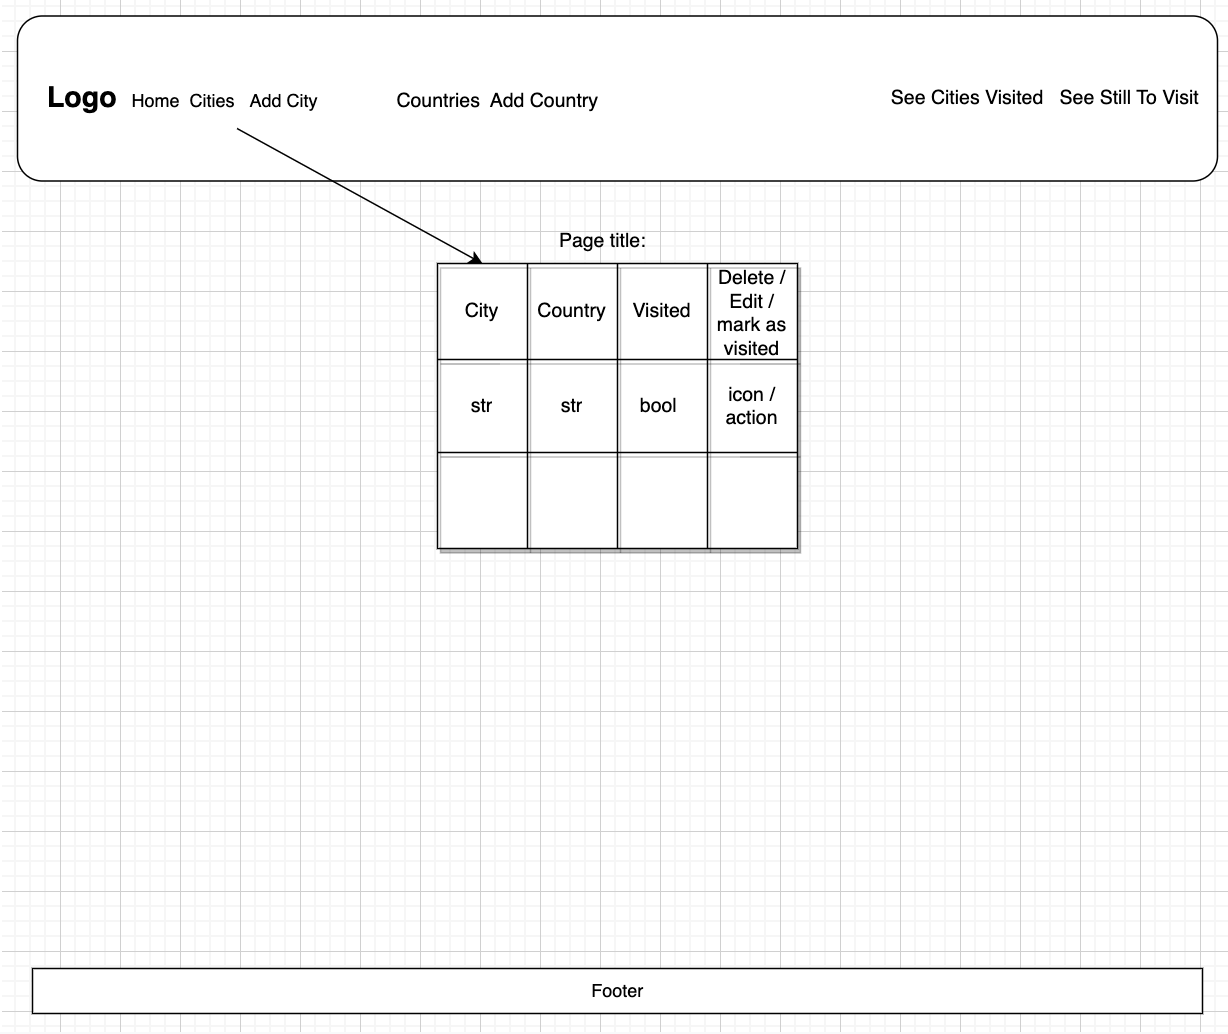 Logo Home Cities Add City Countries Add Country See Cities Visited See Still To Visit
Page title:
City Country Visited Delete /
Edit /
mark as
visited
str str bool icon /
action
Footer